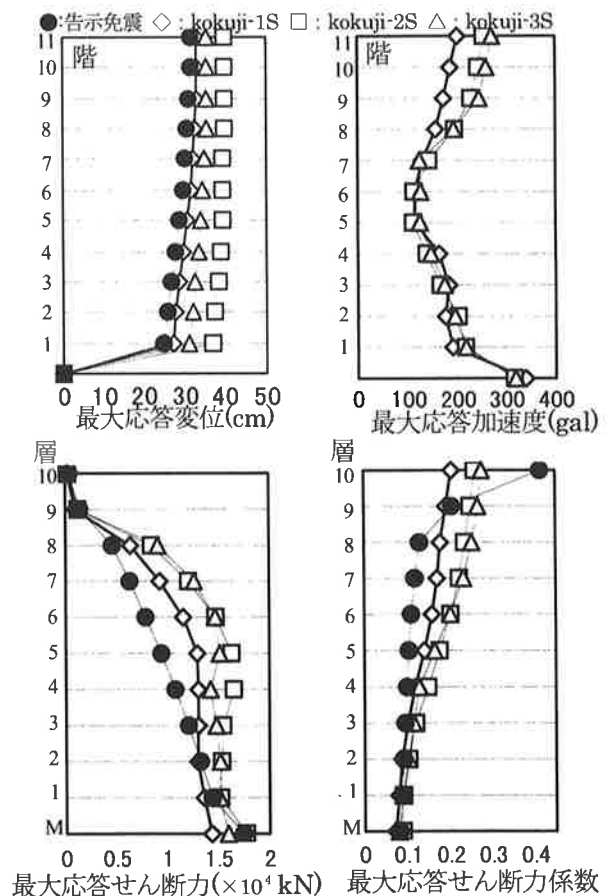 ●:告示免震 ◇:kokuji-1S □:kokuji-2S △:kokuji-3S
11
階
10
9
8
7
6
5
4
3
2
1
0 10 20 30 40 50
最大応答変位(cm)
11
階
10
9
8
7
6
5
4
3
2
1
0 100 200 300 400
最大応答加速度(gal)
層
10
9
8
7
6
5
4
3
2
1
M
0 0.5 1 1.5 2
最大応答せん断力(×10⁴ kN)
層
10
9
8
7
6
5
4
3
2
1
M
0 0.1 0.2 0.3 0.4
最大応答せん断力係数